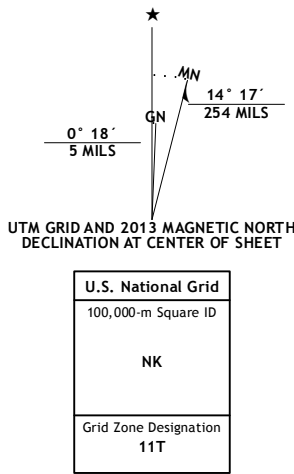 MN
GN
14° 17´
254 MILS
0° 18´
5 MILS
UTM GRID AND 2013 MAGNETIC NORTH
DECLINATION AT CENTER OF SHEET
U.S. National Grid
100,000-m Square ID
NK
Grid Zone Designation
11T